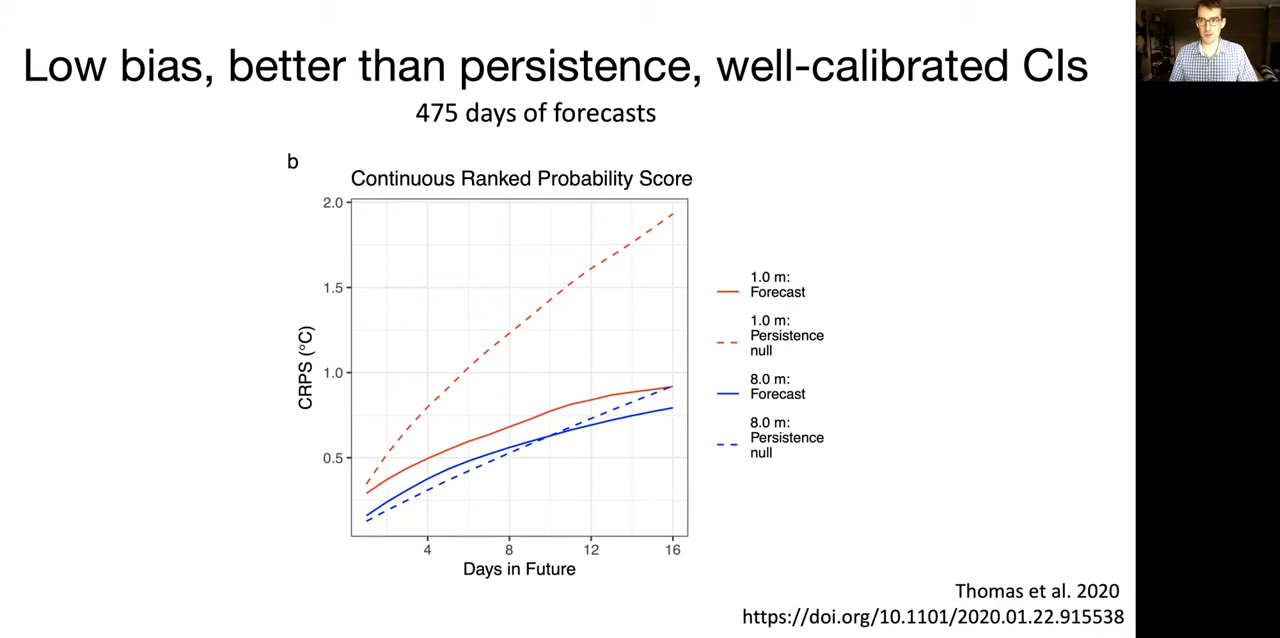 Low bias, better than persistence, well-calibrated CIs
475 days of forecasts
b
Continuous Ranked Probability Score
2.0
1.5
1.0
0.5
CRPS (°C)
4
8
12
16
Days in Future
1.0 m:
Forecast
1.0 m:
Persistence
null
8.0 m:
Forecast
8.0 m:
Persistence
null
Thomas et al. 2020
https://doi.org/10.1101/2020.01.22.915538